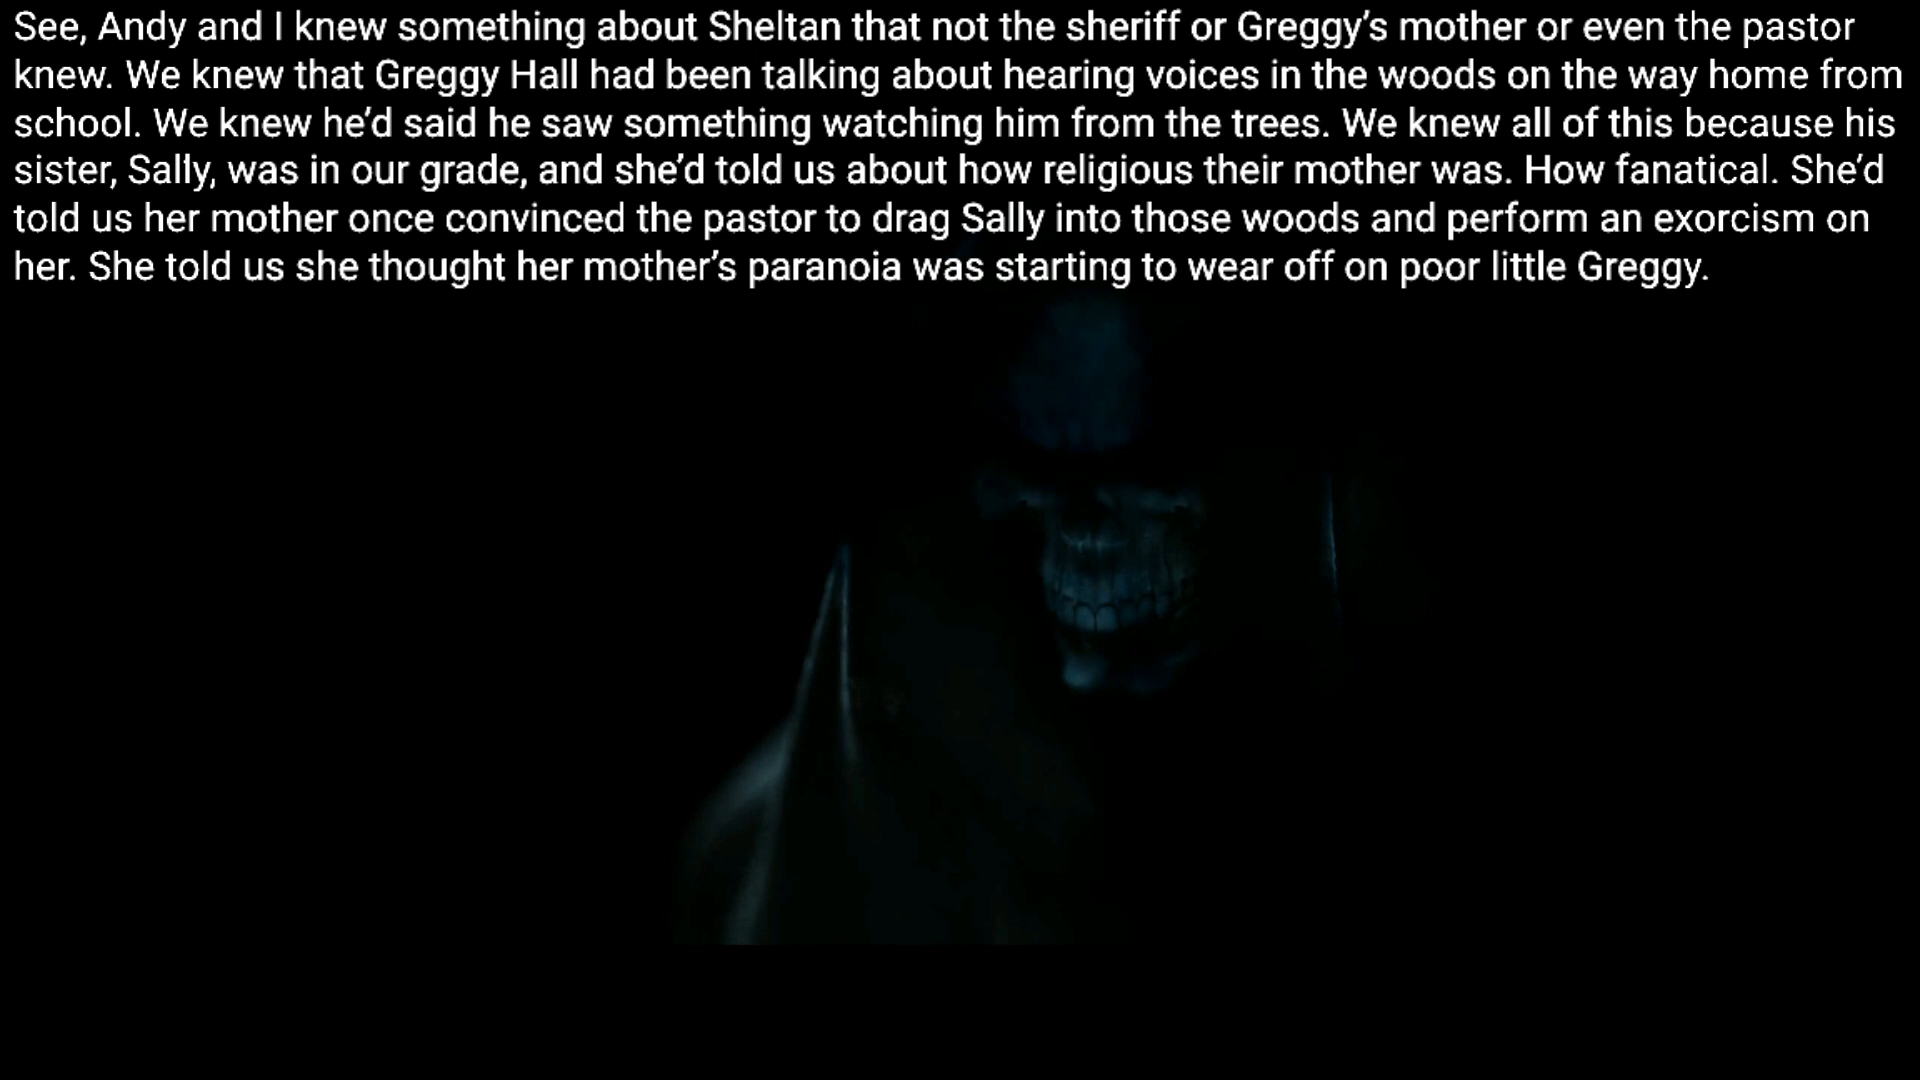 See, Andy and I knew something about Sheltan that not the sheriff or Greggy’s mother or even the pastor
knew. We knew that Greggy Hall had been talking about hearing voices in the woods on the way home from
school. We knew he’d said he saw something watching him from the trees. We knew all of this because his
sister, Sally, was in our grade, and she’d told us about how religious their mother was. How fanatical. She’d
told us her mother once convinced the pastor to drag Sally into those woods and perform an exorcism on
her. She told us she thought her mother’s paranoia was starting to wear off on poor little Greggy.